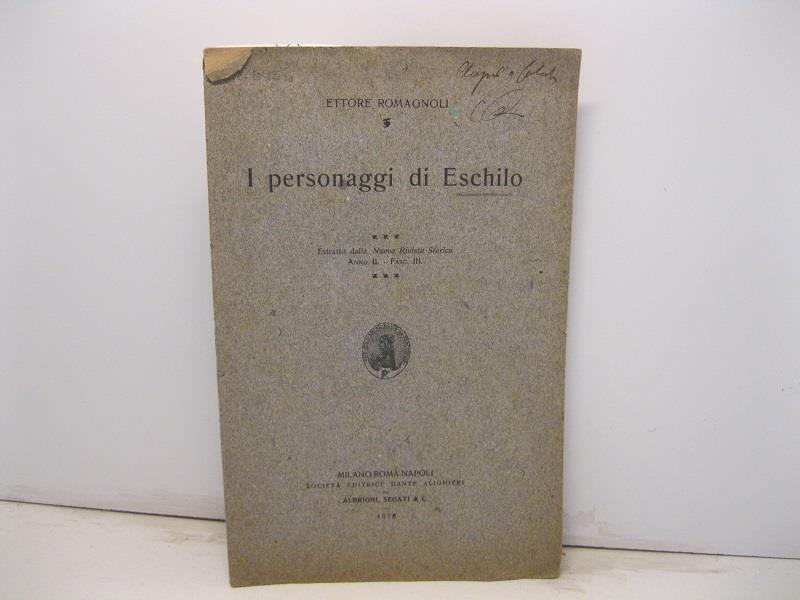 ETTORE ROMAGNOLI
I personaggi di Eschilo
Estratto dalla Nuova Rivista Storica
ANNO II. - FASC. III.
MILANO-ROMA-NAPOLI
SOCIETÀ EDITRICE DANTE ALIGHIERI
ALBRIGHI, SEGATI & C.
1918